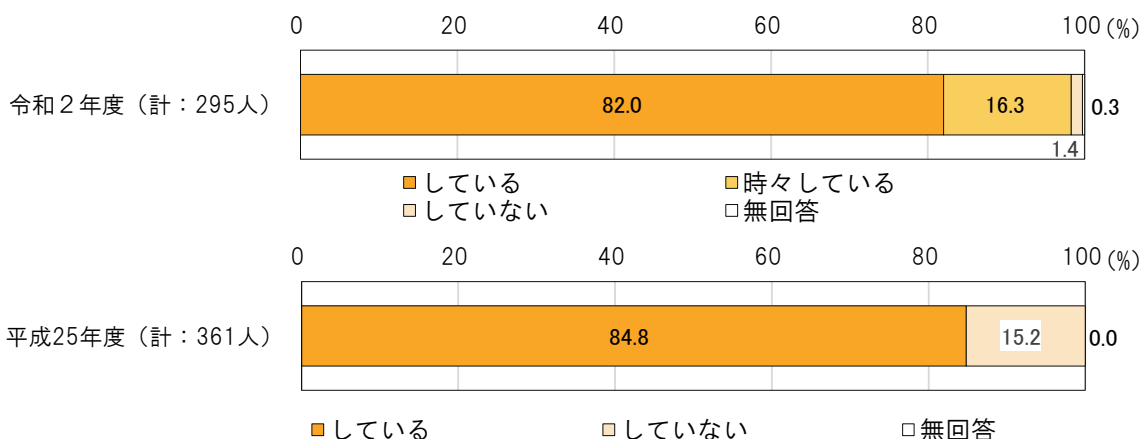 0 20 40 60 80 100 (%)
令和２年度（計：295人） 82.0 16.3 0.3
1.4
■している ■時々している
□していない □無回答
0 20 40 60 80 100 (%)
平成25年度（計：361人） 84.8 15.2 0.0
■している □していない □無回答